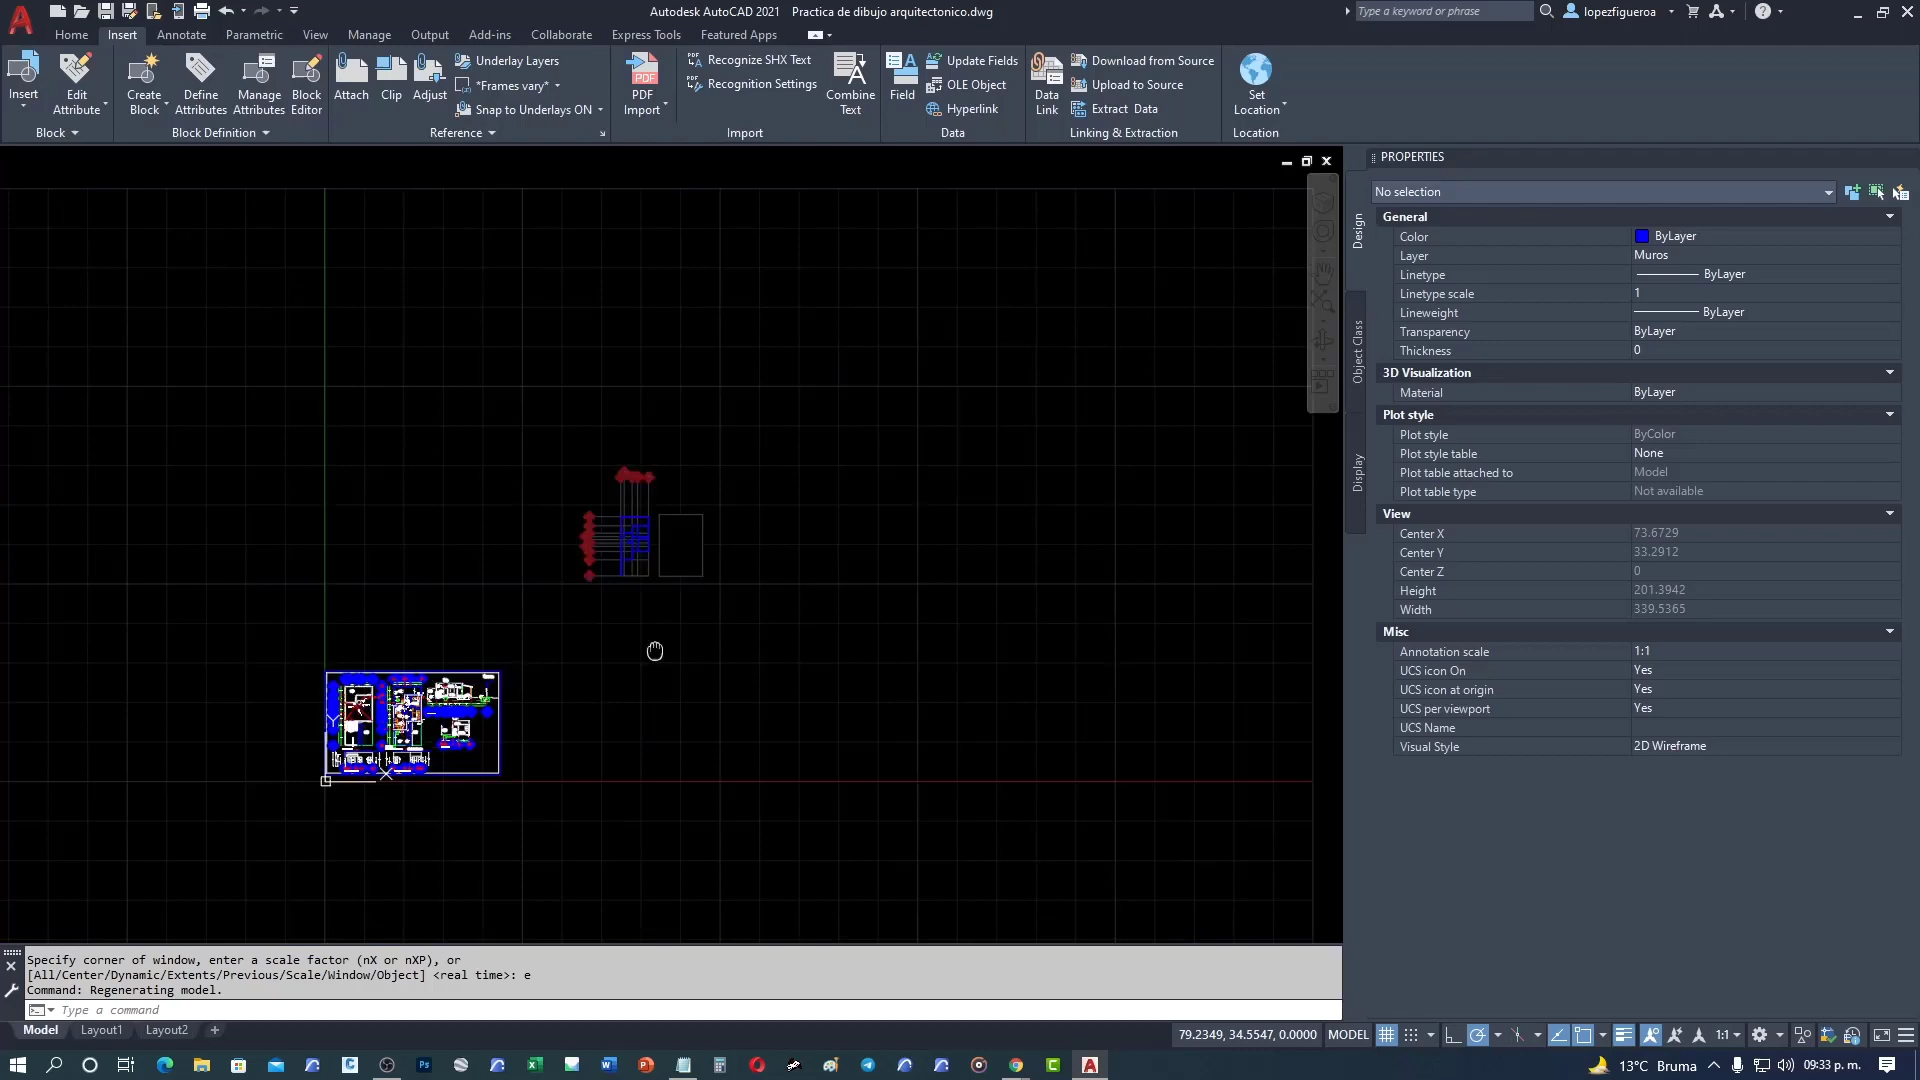 Autodesk AutoCAD 2021 Practica de dibujo arquitectonico.dwg
Type a keyword or phrase
lopezfigueroa
Home Insert Annotate Parametric View Manage Output Add-ins Collaborate Express Tools Featured Apps
Insert
Edit Attribute
Create Block
Define Attributes
Manage Attributes
Block Editor
Attach
Clip
Adjust
Underlay Layers
*Frames vary*
Snap to Underlays ON
PDF Import
Recognize SHX Text
Recognition Settings
Combine Text
Field
Update Fields
OLE Object
Hyperlink
Data Link
Download from Source
Upload to Source
Extract Data
Set Location
Block
Block Definition
Reference
Import
Data
Linking & Extraction
Location
PROPERTIES
No selection
Design
Object Class
Display
General
Color ByLayer
Layer Muros
Linetype ByLayer
Linetype scale 1
Lineweight ByLayer
Transparency ByLayer
Thickness 0
3D Visualization
Material ByLayer
Plot style
Plot style ByColor
Plot style table None
Plot table attached to Model
Plot table type Not available
View
Center X 73.6729
Center Y 33.2912
Center Z 0
Height 201.3942
Width 339.5365
Misc
Annotation scale 1:1
UCS icon On Yes
UCS icon at origin Yes
UCS per viewport Yes
UCS Name
Visual Style 2D Wireframe
Y
X
Specify corner of window, enter a scale factor (nX or nXP), or
[All/Center/Dynamic/Extents/Previous/Scale/Window/Object] <real time>: e
Command: Regenerating model.
Type a command
Model Layout1 Layout2 +
79.2349, 34.5547, 0.0000 MODEL 1:1
13°C Bruma 09:33 p. m.